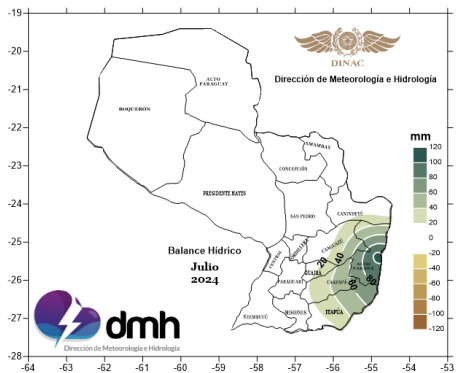 DINAC
Dirección de Meteorología e Hidrología
−19
−20
−21
−22
−23
−24
−25
−26
−27
−28
−64
−63
−62
−61
−60
−59
−58
−57
−56
−55
−54
ALTO
PARAGUAY
BOQUERÓN
AMAMBAY
CONCEPCIÓN
PRESIDENTE HAYES
SAN PEDRO
CANINDEYÚ
CORDILLERA
CAAGUAZÚ
CENTRAL
GUAIRÁ
ALTO
PARANÁ
PARAGUARÍ
CAAZAPÁ
ÑEEMBUCÚ
MISIONES
ITAPÚA
20
40
60
80
Balance Hídrico
Julio
2024
mm
120
100
80
60
40
20
0
−20
−40
−60
−80
−100
−120
dmh
Dirección de Meteorología e Hidrología